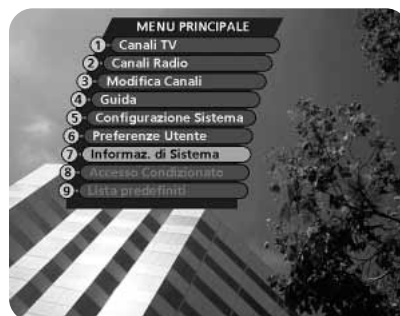 MENU PRINCIPALE
1 Canali TV
2 Canali Radio
3 Modifica Canali
4 Guida
5 Configurazione Sistema
6 Preferenze Utente
7 Informaz. di Sistema
8 Accesso Condizionato
9 Lista predefiniti